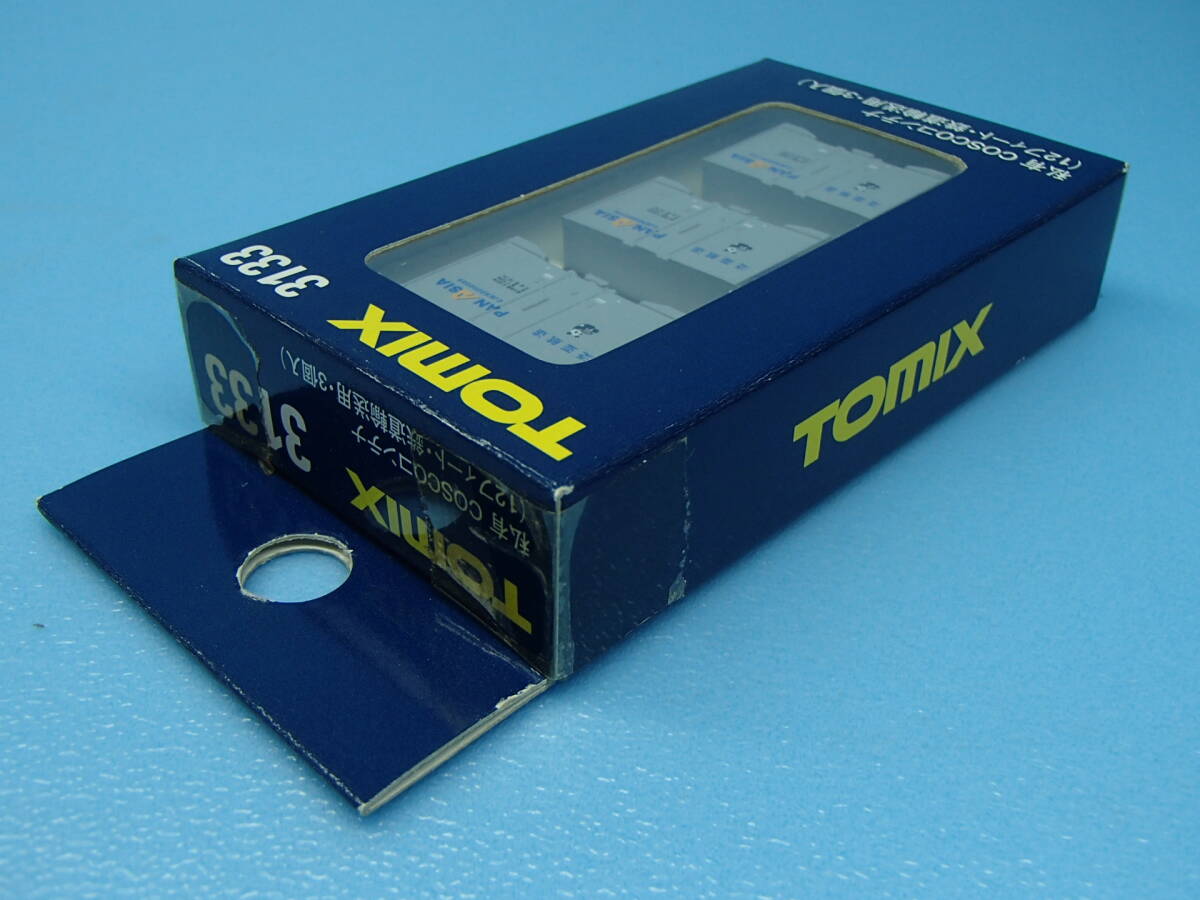 私有 COSCOコンテナ
(12フィート・鉄道輸送用・3個入)
PAN ASIA
PAN ASIA
PAN ASIA
3133
TOMIX
TOMIX
3133
TOMIX
私有 COSCOコンテナ
(12フィート・鉄道輸送用・3個入)